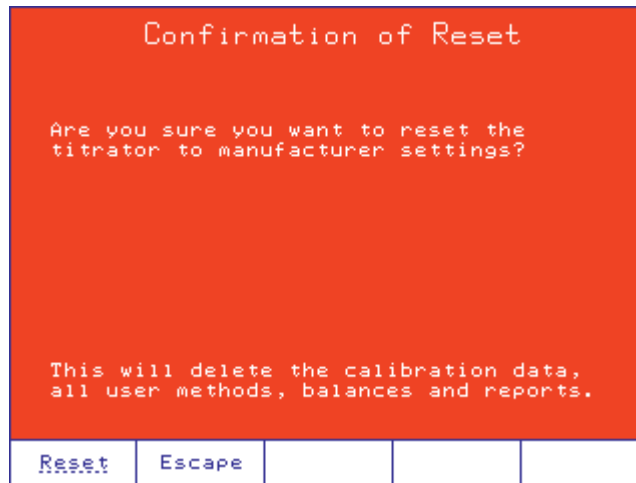 Confirmation of Reset
Are you sure you want to reset the
titrator to manufacturer settings?
This will delete the calibration data,
all user methods, balances and reports.
Reset Escape